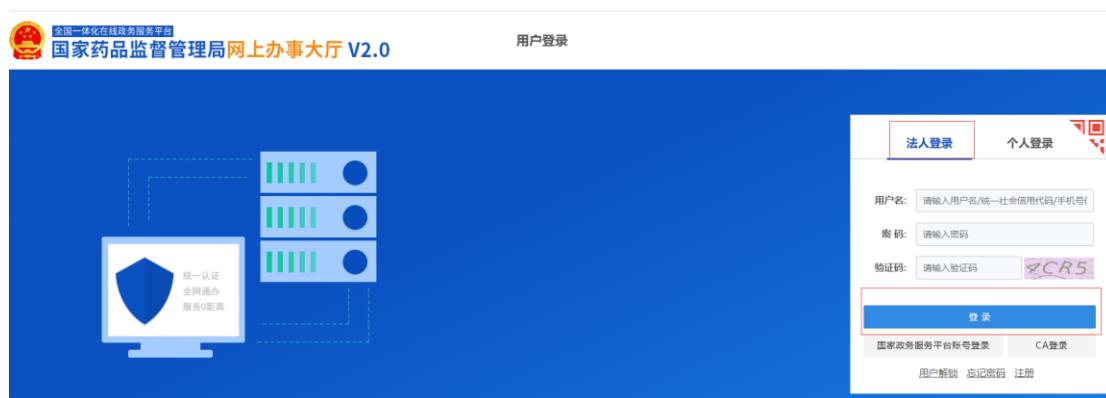 全国一体化在线政务服务平台
国家药品监督管理局网上办事大厅 V2.0
用户登录
法人登录 个人登录
用户名: 请输入用户名/统一社会信用代码/手机号
密 码: 请输入密码
验证码: 请输入验证码 4CR5
登 录
国家政务服务平台账号登录 CA登录
用户解锁 忘记密码 注册
统一认证
全网通办
服务0距离